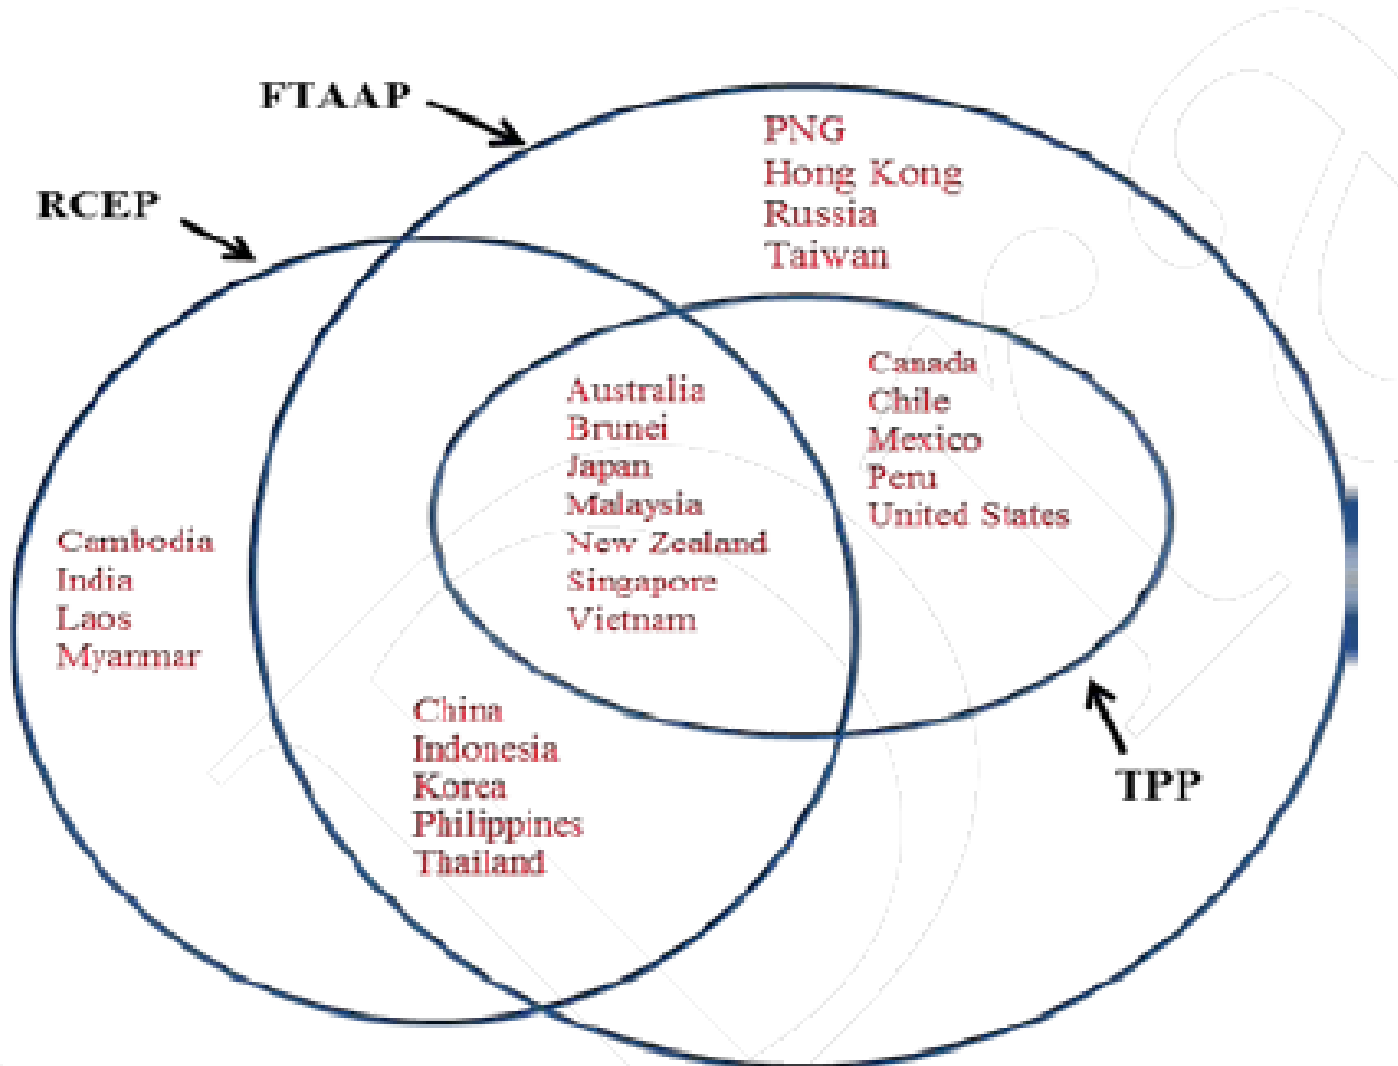 FTAAP
RCEP
PNG
Hong Kong
Russia
Taiwan
Canada
Chile
Mexico
Peru
United States
Australia
Brunei
Japan
Malaysia
New Zealand
Singapore
Vietnam
Cambodia
India
Laos
Myanmar
China
Indonesia
Korea
Philippines
Thailand
TPP